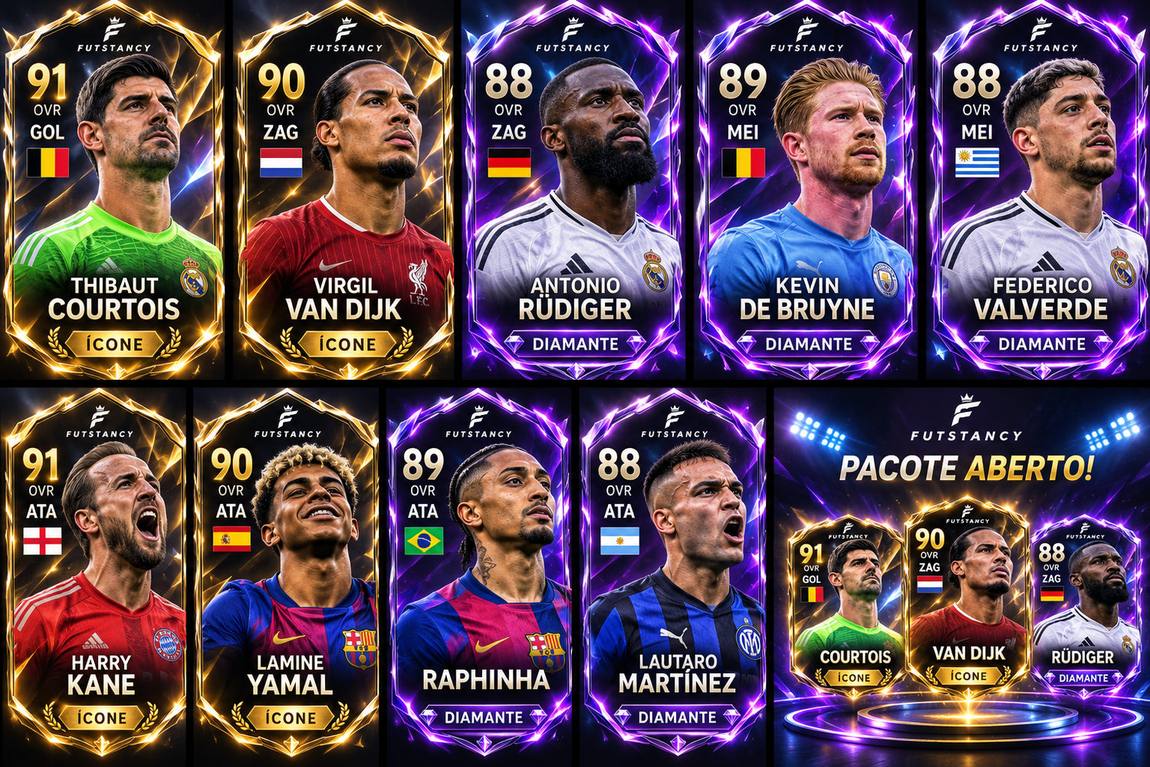 FUTSTANCY
91
OVR
GOL
THIBAUT
COURTOIS
ÍCONE
FUTSTANCY
90
OVR
ZAG
L.F.C.
VIRGIL
VAN DIJK
ÍCONE
FUTSTANCY
88
OVR
ZAG
ANTONIO
RÜDIGER
DIAMANTE
FUTSTANCY
89
OVR
MEI
KEVIN
DE BRUYNE
DIAMANTE
FUTSTANCY
88
OVR
MEI
FEDERICO
VALVERDE
DIAMANTE
FUTSTANCY
91
OVR
ATA
HARRY
KANE
ÍCONE
FUTSTANCY
90
OVR
ATA
LAMINE
YAMAL
ÍCONE
FUTSTANCY
89
OVR
ATA
RAPHINHA
DIAMANTE
FUTSTANCY
88
OVR
ATA
LAUTARO
MARTÍNEZ
DIAMANTE
FUTSTANCY
PACOTE ABERTO!
FUTSTANCY
91
OVR
GOL
COURTOIS
ÍCONE
FUTSTANCY
90
OVR
ZAG
VAN DIJK
ÍCONE
FUTSTANCY
88
OVR
ZAG
RÜDIGER
DIAMANTE